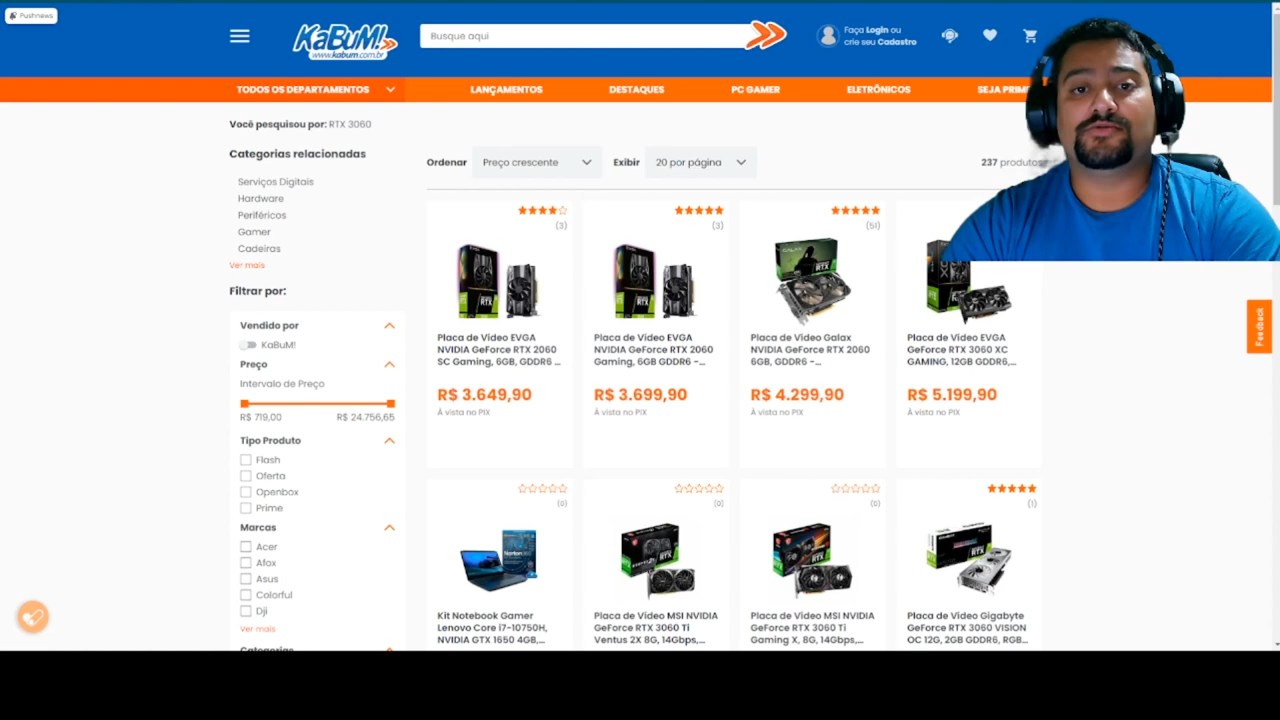 Pushnews
KaBuM!
www.kabum.com.br
Busque aqui
Faça Login ou
crie seu Cadastro
TODOS OS DEPARTAMENTOS
LANÇAMENTOS
DESTAQUES
PC GAMER
ELETRÔNICOS
SEJA PRIME
Você pesquisou por: RTX 3060
Categorias relacionadas
Serviços Digitais
Hardware
Periféricos
Gamer
Cadeiras
Ver mais
Filtrar por:
Vendido por
KaBuM!
Preço
Intervalo de Preço
R$ 719,00 R$ 24.756,65
Tipo Produto
Flash
Oferta
Openbox
Prime
Marcas
Acer
Afox
Asus
Colorful
Dji
Ver mais
Categorias
Ordenar Preço crescente Exibir 20 por página 237 produtos
(3)
Placa de Vídeo EVGA
NVIDIA GeForce RTX 2060
SC Gaming, 6GB, GDDR6 ...
R$ 3.649,90
À vista no PIX
(3)
Placa de Vídeo EVGA
NVIDIA GeForce RTX 2060
Gaming, 6GB GDDR6 -...
R$ 3.699,90
À vista no PIX
(51)
Placa de Vídeo Galax
NVIDIA GeForce RTX 2060
6GB, GDDR6 -...
R$ 4.299,90
À vista no PIX
Placa de Vídeo EVGA
GeForce RTX 3060 XC
GAMING, 12GB GDDR6,...
R$ 5.199,90
À vista no PIX
(0)
Kit Notebook Gamer
Lenovo Core i7-10750H,
NVIDIA GTX 1650 4GB,...
(0)
Placa de Vídeo MSI NVIDIA
GeForce RTX 3060 Ti
Ventus 2X 8G, 14Gbps,...
(0)
Placa de Vídeo MSI NVIDIA
GeForce RTX 3060 Ti
Gaming X, 8G, 14Gbps,...
(1)
Placa de Vídeo Gigabyte
GeForce RTX 3060 VISION
OC 12G, 2GB GDDR6, RGB...
Feedback